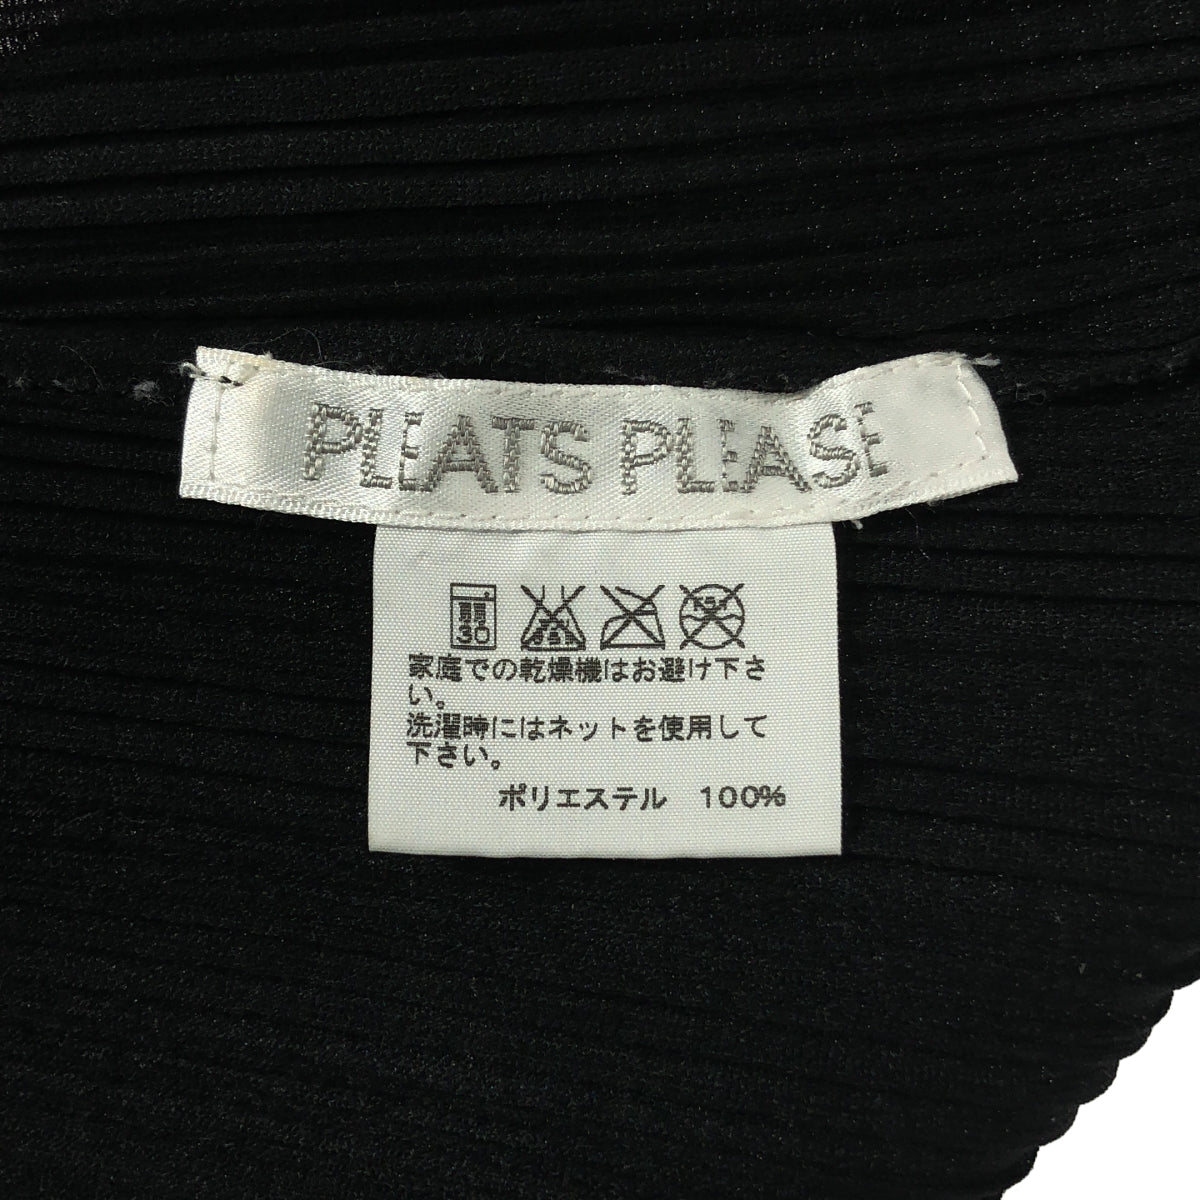 PLEATS PLEASE
30
家庭での乾燥機はお避け下さ
い。
洗濯時にはネットを使用して
下さい。
ポリエステル 100%